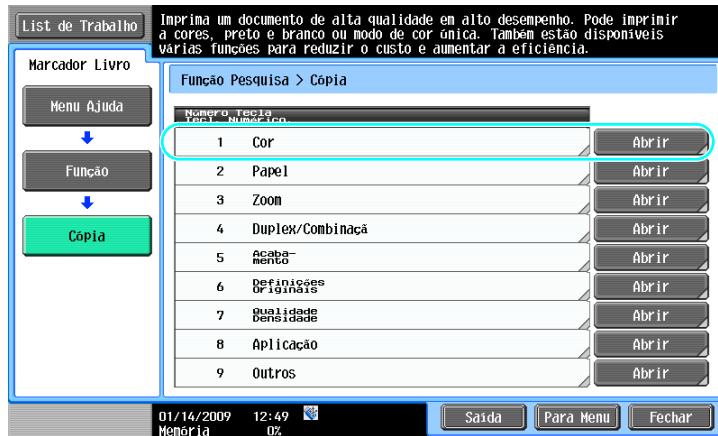 List de Trabalho
Imprima um documento de alta qualidade em alto desempenho. Pode imprimir
a cores, preto e branco ou modo de cor única. Também estão disponíveis
várias funções para reduzir o custo e aumentar a eficiência.
Marcador Livro
Menu Ajuda
Função
Cópia
Função Pesquisa > Cópia
Número Tecla
Tecl. Numérico.
1 Cor Abrir
2 Papel Abrir
3 Zoom Abrir
4 Duplex/Combinaçã Abrir
5 Acaba-
mento Abrir
6 Definições
Originais Abrir
7 Qualidade
Densidade Abrir
8 Aplicação Abrir
9 Outros Abrir
01/14/2009 12:49
Memória 0%
Saída Para Menu Fechar